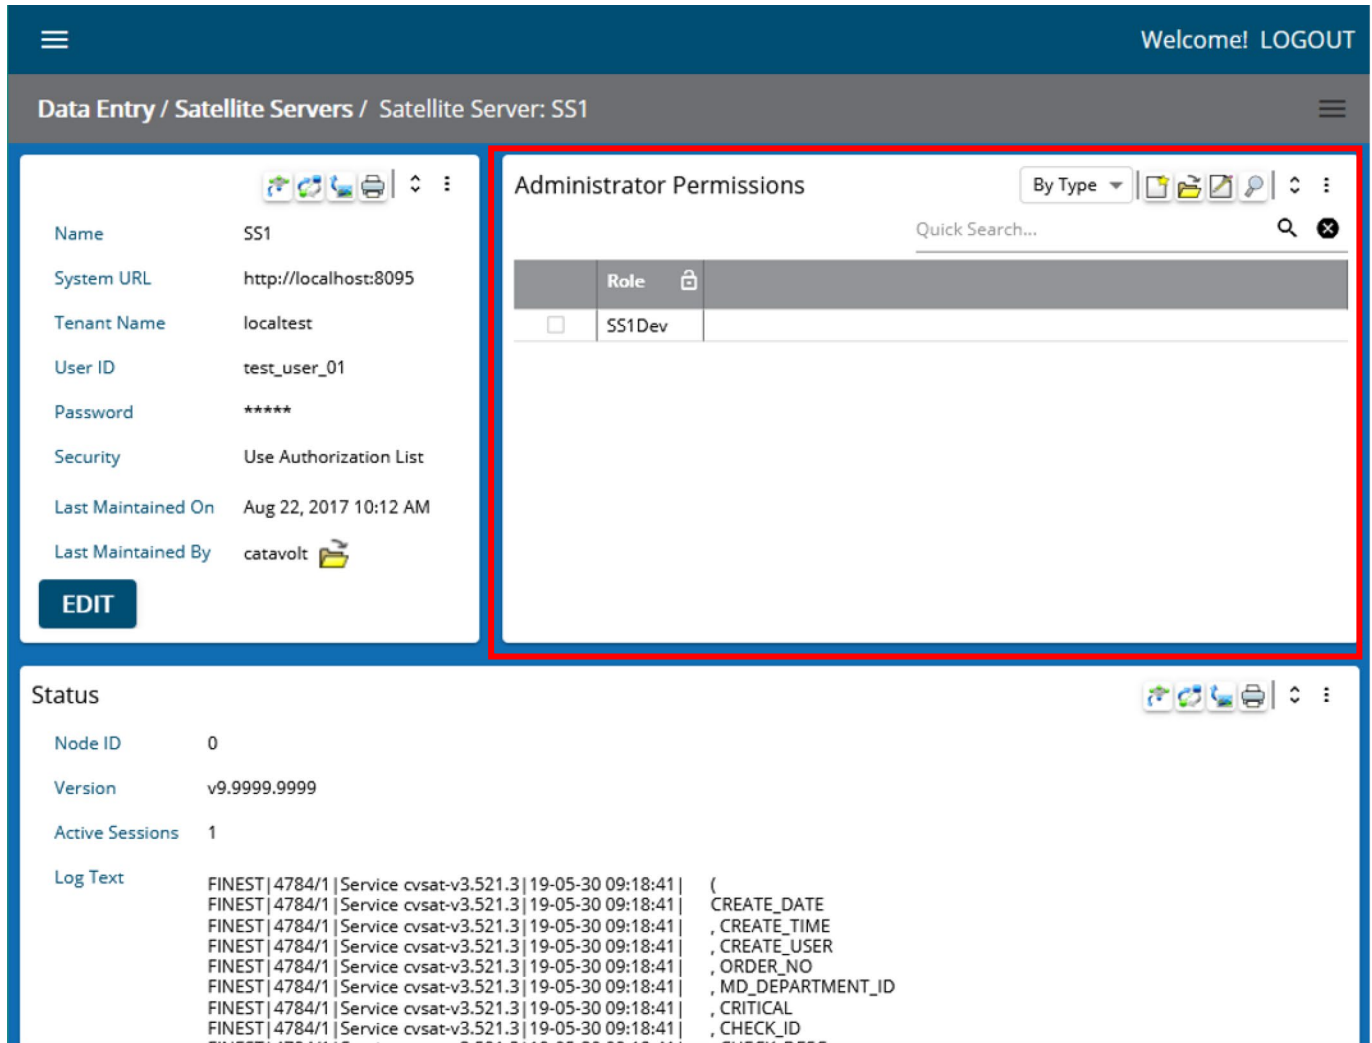 Welcome! LOGOUT
Data Entry / Satellite Servers / Satellite Server: SS1
Name SS1
System URL http://localhost:8095
Tenant Name localtest
User ID test_user_01
Password *****
Security Use Authorization List
Last Maintained On Aug 22, 2017 10:12 AM
Last Maintained By catavolt
EDIT
Administrator Permissions By Type
Quick Search...
Role
SS1Dev
Status
Node ID 0
Version v9.9999.9999
Active Sessions 1
Log Text
FINEST|4784/1|Service cvsat-v3.521.3|19-05-30 09:18:41| (
FINEST|4784/1|Service cvsat-v3.521.3|19-05-30 09:18:41| CREATE_DATE
FINEST|4784/1|Service cvsat-v3.521.3|19-05-30 09:18:41| , CREATE_TIME
FINEST|4784/1|Service cvsat-v3.521.3|19-05-30 09:18:41| , CREATE_USER
FINEST|4784/1|Service cvsat-v3.521.3|19-05-30 09:18:41| , ORDER_NO
FINEST|4784/1|Service cvsat-v3.521.3|19-05-30 09:18:41| , MD_DEPARTMENT_ID
FINEST|4784/1|Service cvsat-v3.521.3|19-05-30 09:18:41| , CRITICAL
FINEST|4784/1|Service cvsat-v3.521.3|19-05-30 09:18:41| , CHECK_ID